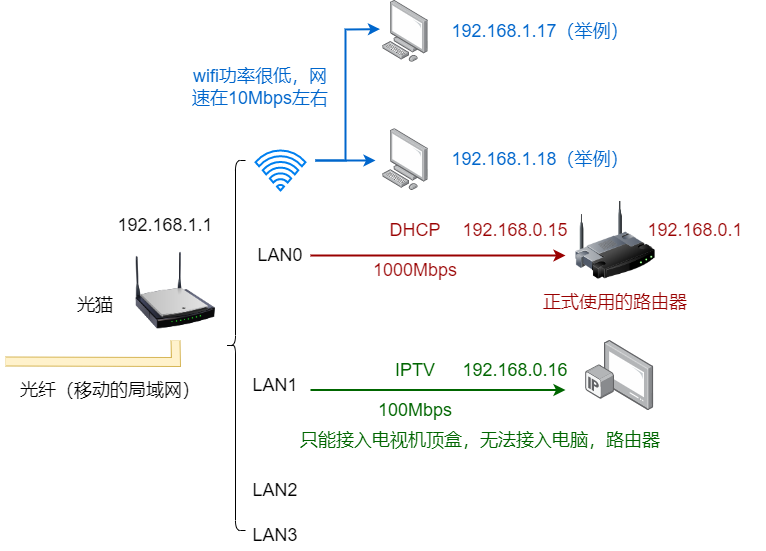 192.168.1.17（举例）
wifi功率很低，网
速在10Mbps左右
192.168.1.18（举例）
192.168.1.1
LAN0
DHCP
192.168.0.15
192.168.0.1
1000Mbps
光猫
正式使用的路由器
光纤（移动的局域网）
LAN1
IPTV
192.168.0.16
IP
100Mbps
只能接入电视机顶盒，无法接入电脑，路由器
LAN2
LAN3